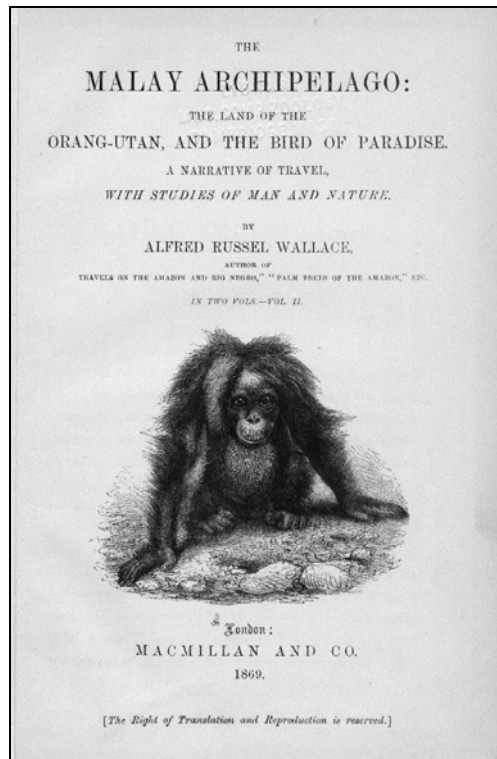 THE
MALAY ARCHIPELAGO:
THE LAND OF THE
ORANG-UTAN, AND THE BIRD OF PARADISE.
A NARRATIVE OF TRAVEL,
WITH STUDIES OF MAN AND NATURE.
BY
ALFRED RUSSEL WALLACE,
AUTHOR OF
TRAVELS ON THE AMAZON AND RIO NEGRO," "PALM TREES OF THE AMAZON," ETC.
IN TWO VOLS.—VOL. II.
London:
MACMILLAN AND CO.
1869.
[The Right of Translation and Reproduction is reserved.]